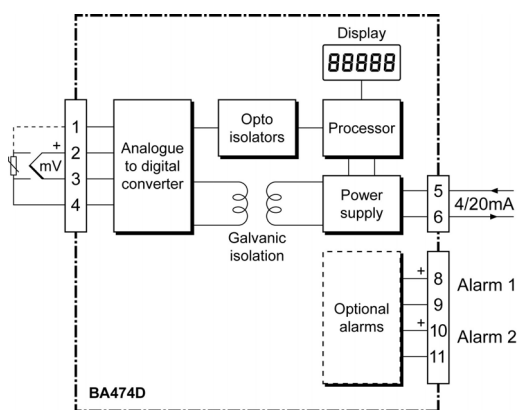 Display
88888
1
2
3
4
+
mV
Analogue
to digital
converter
Opto
isolators
Processor
Galvanic
isolation
Power
supply
5
6
4/20mA
Optional
alarms
+
8
9
+
10
11
Alarm 1
Alarm 2
BA474D